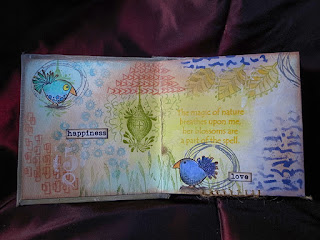 happiness
The magic of nature
breathes upon me,
her blossoms are
a part of the spell.
love